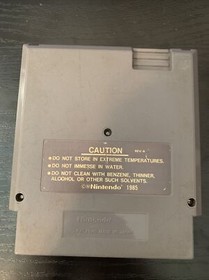 CAUTION REV-A
•DO NOT STORE IN EXTREME TEMPERATURES.
•DO NOT IMMERSE IN WATER.
•DO NOT CLEAN WITH BENZENE, THINNER,
ALCOHOL OR OTHER SUCH SOLVENTS.
©®Nintendo 1985